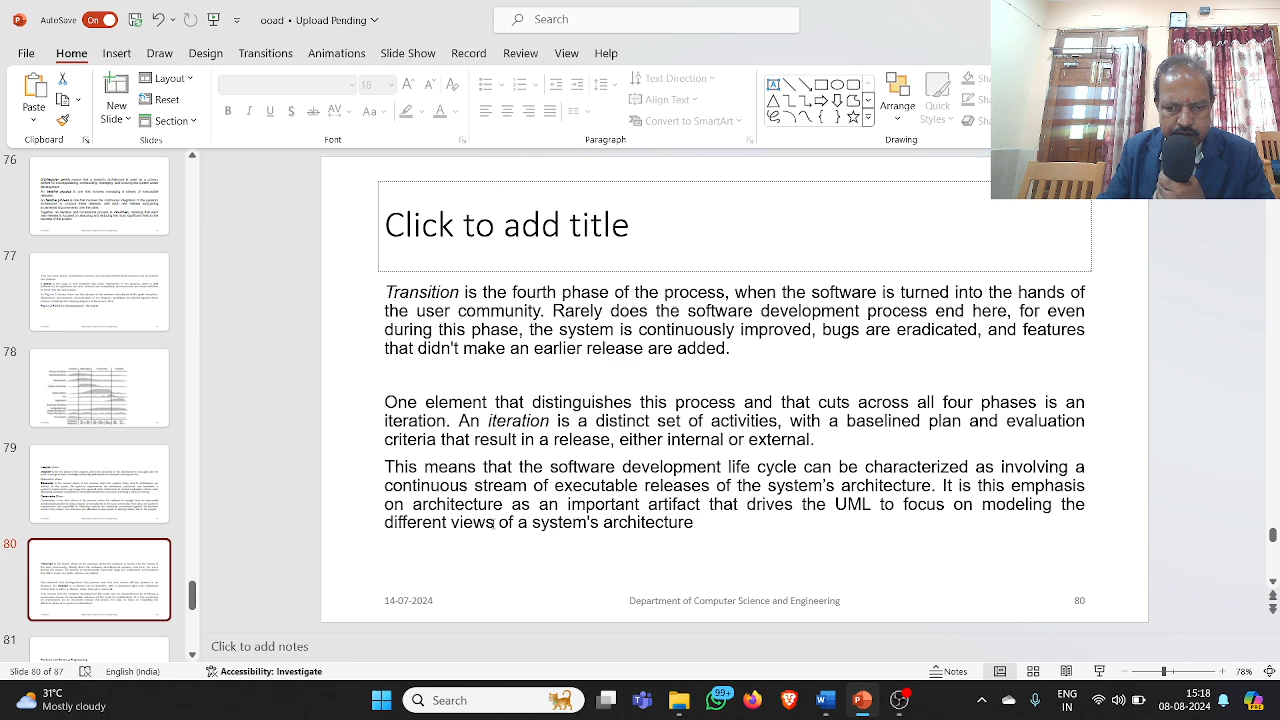 AutoSave Off
Search
File Home Insert Draw Design Transitions Animations Slide Show Record Review View Help
Paste
Clipboard
New Slide
Layout
Reset
Section
Slides
Font
Text Direction
Align Text
Convert to SmartArt
Paragraph
Arrange
Quick Styles
Drawing
76
77
78
79
80
81
Click to add title
Transition is the fourth phase of the process, when the software is turned into the hands of
the user community. Rarely does the software development process end here, for even
during this phase, the system is continuously improved, bugs are eradicated, and features
that didn't make an earlier release are added.
One element that distinguishes this process and that cuts across all four phases is an
iteration. An iteration is a distinct set of activities, with a baselined plan and evaluation
criteria that result in a release, either internal or external.
This means that the software development life cycle can be characterized as involving a
continuous stream of executable releases of the system's architecture. It is this emphasis
on architecture as an important artifact that drives the UML to focus on modeling the
different views of a system's architecture
14-07-2024 Department of Computer Science and Engineering 80
Click to add notes
Slide 80 of 87 English (India) Accessibility: Investigate Notes 78%
31°C
Mostly cloudy
Search
99+
ENG
IN
15:18
08-08-2024